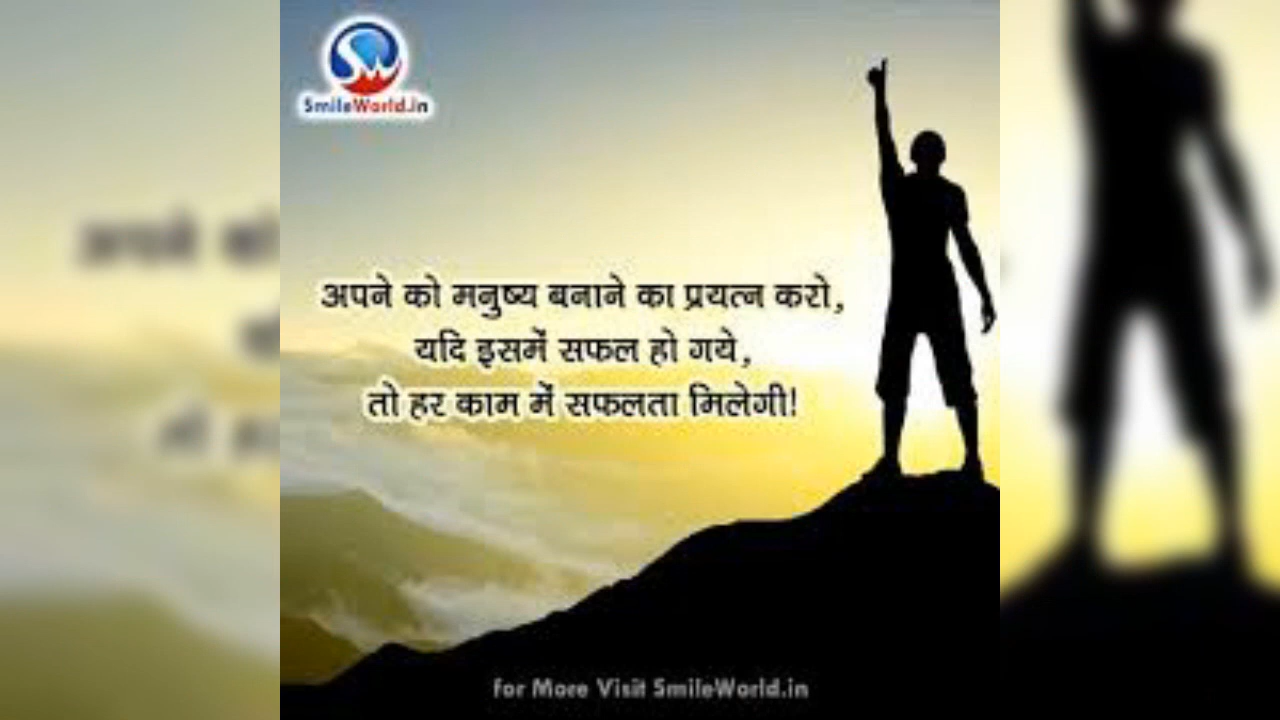 SmileWorld.in
अपने को मनुष्य बनाने का प्रयत्न करो,
यदि इसमें सफल हो गये,
तो हर काम में सफलता मिलेगी!
for More Visit SmileWorld.in